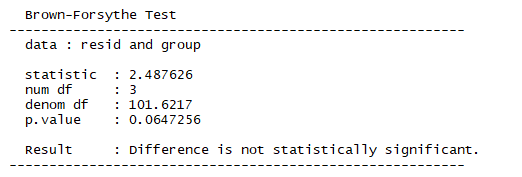 Brown-Forsythe Test
---------------------------------------------------------
data : resid and group
statistic : 2.487626
num df : 3
denom df : 101.6217
p.value : 0.0647256
Result : Difference is not statistically significant.
---------------------------------------------------------